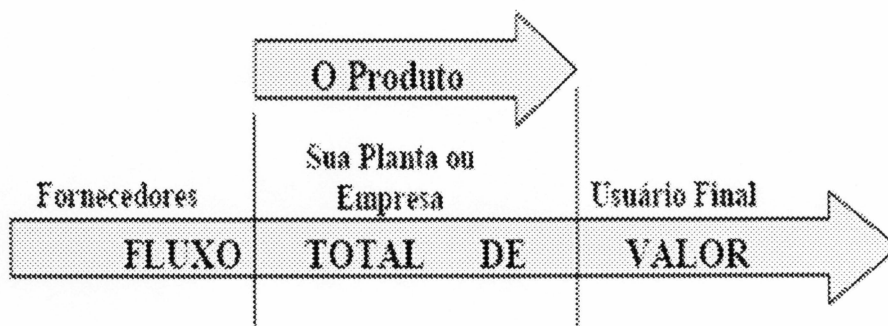 O Produto
Sua Planta ou
Empresa
Fornecedores
Usuário Final
FLUXO TOTAL DE VALOR